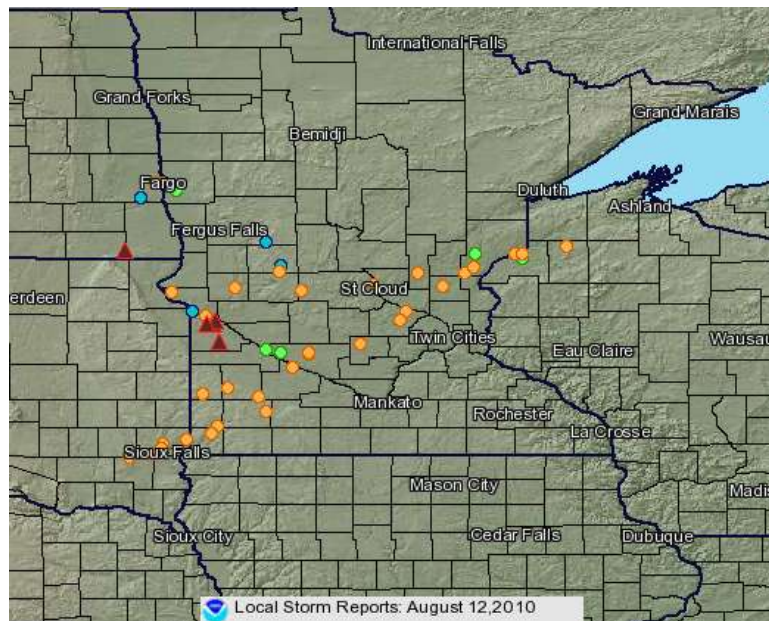 International Falls
Grand Forks
Grand Marais
Bemidji
Fargo
Duluth
Ashland
Fergus Falls
erdeen
St Cloud
Twin Cities
Wausau
Eau Claire
Mankato
Rochester
La Crosse
Sioux Falls
Mason City
Madis
Sioux City
Cedar Falls
Dubuque
Local Storm Reports: August 12,2010